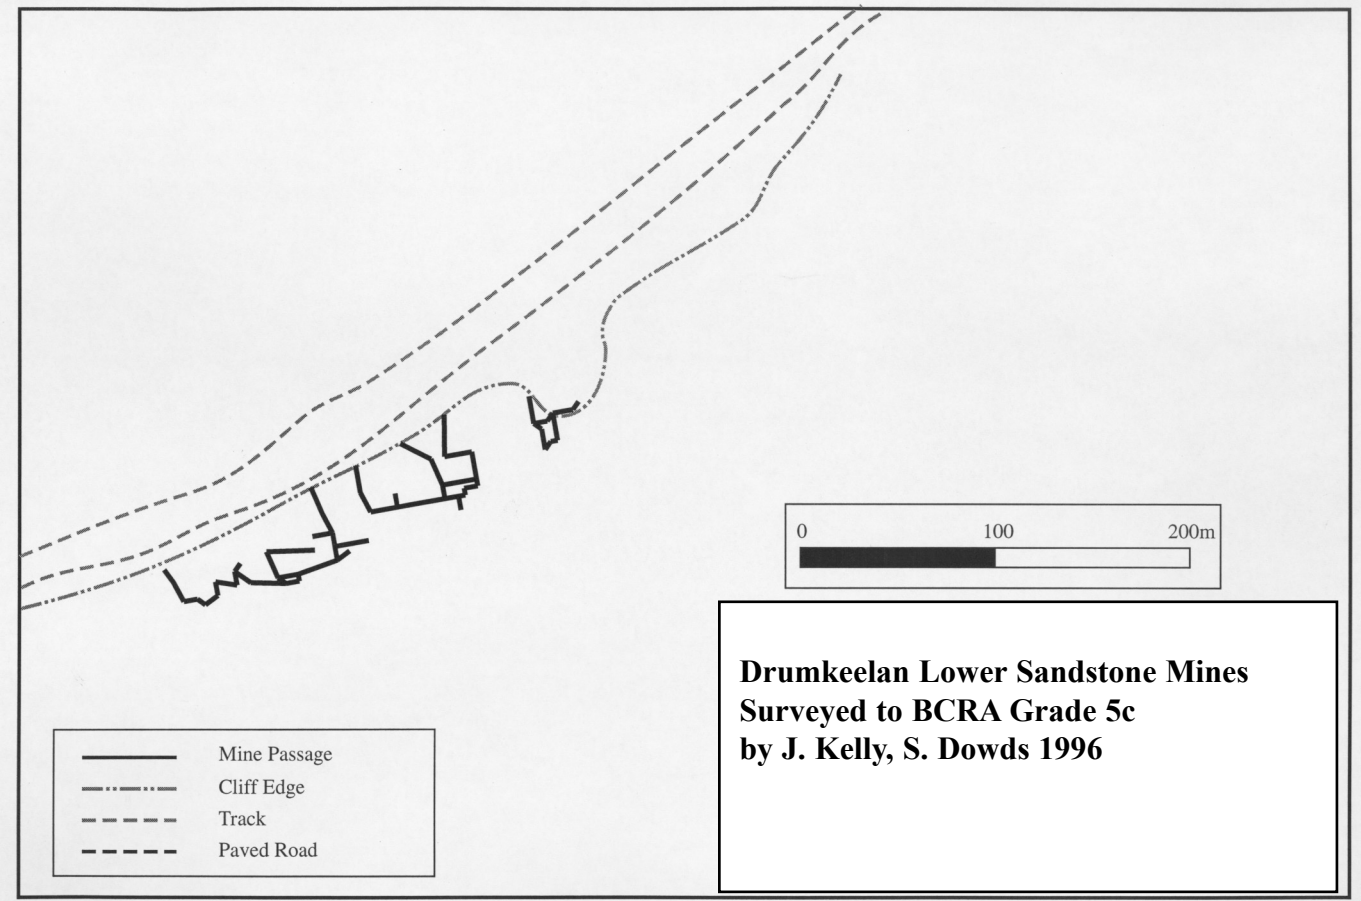 0 100 200m
Drumkeelan Lower Sandstone Mines
Surveyed to BCRA Grade 5c
by J. Kelly, S. Dowds 1996
Mine Passage
Cliff Edge
Track
Paved Road